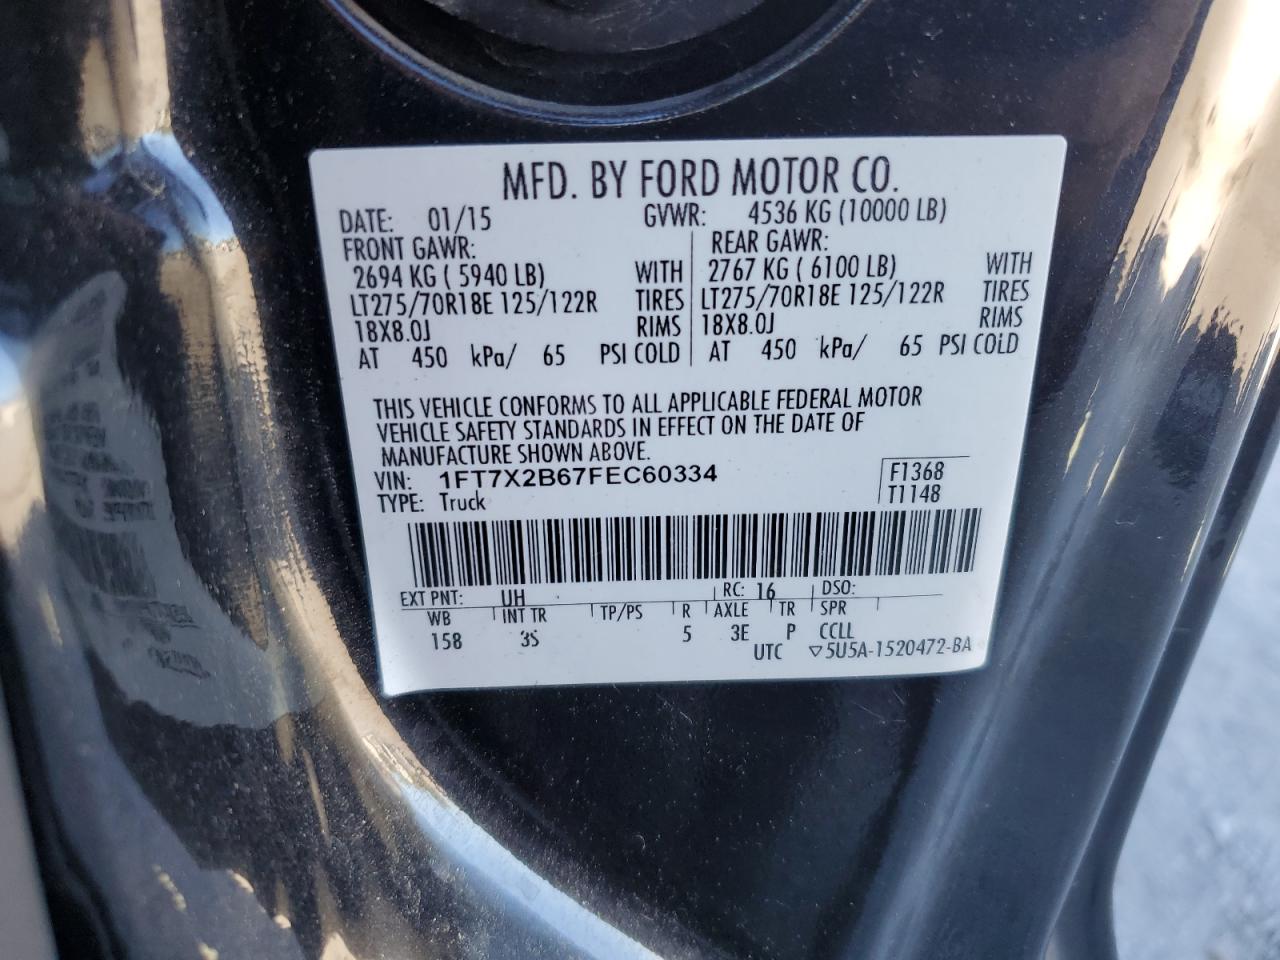 MFD. BY FORD MOTOR CO.
DATE: 01/15 GVWR: 4536 KG (10000 LB)
FRONT GAWR: REAR GAWR:
2694 KG ( 5940 LB) WITH 2767 KG ( 6100 LB) WITH
LT275/70R18E 125/122R TIRES LT275/70R18E 125/122R TIRES
18X8.0J RIMS 18X8.0J RIMS
AT 450 kPa/ 65 PSI COLD AT 450 kPa/ 65 PSI COLD
THIS VEHICLE CONFORMS TO ALL APPLICABLE FEDERAL MOTOR
VEHICLE SAFETY STANDARDS IN EFFECT ON THE DATE OF
MANUFACTURE SHOWN ABOVE.
VIN: 1FT7X2B67FEC60334 F1368
TYPE: Truck T1148
EXT PNT: UH RC: 16 DSO:
WB INT TR TP/PS R AXLE TR SPR
158 3S 5 3E P CCLL
UTC ▽5U5A-1520472-BA